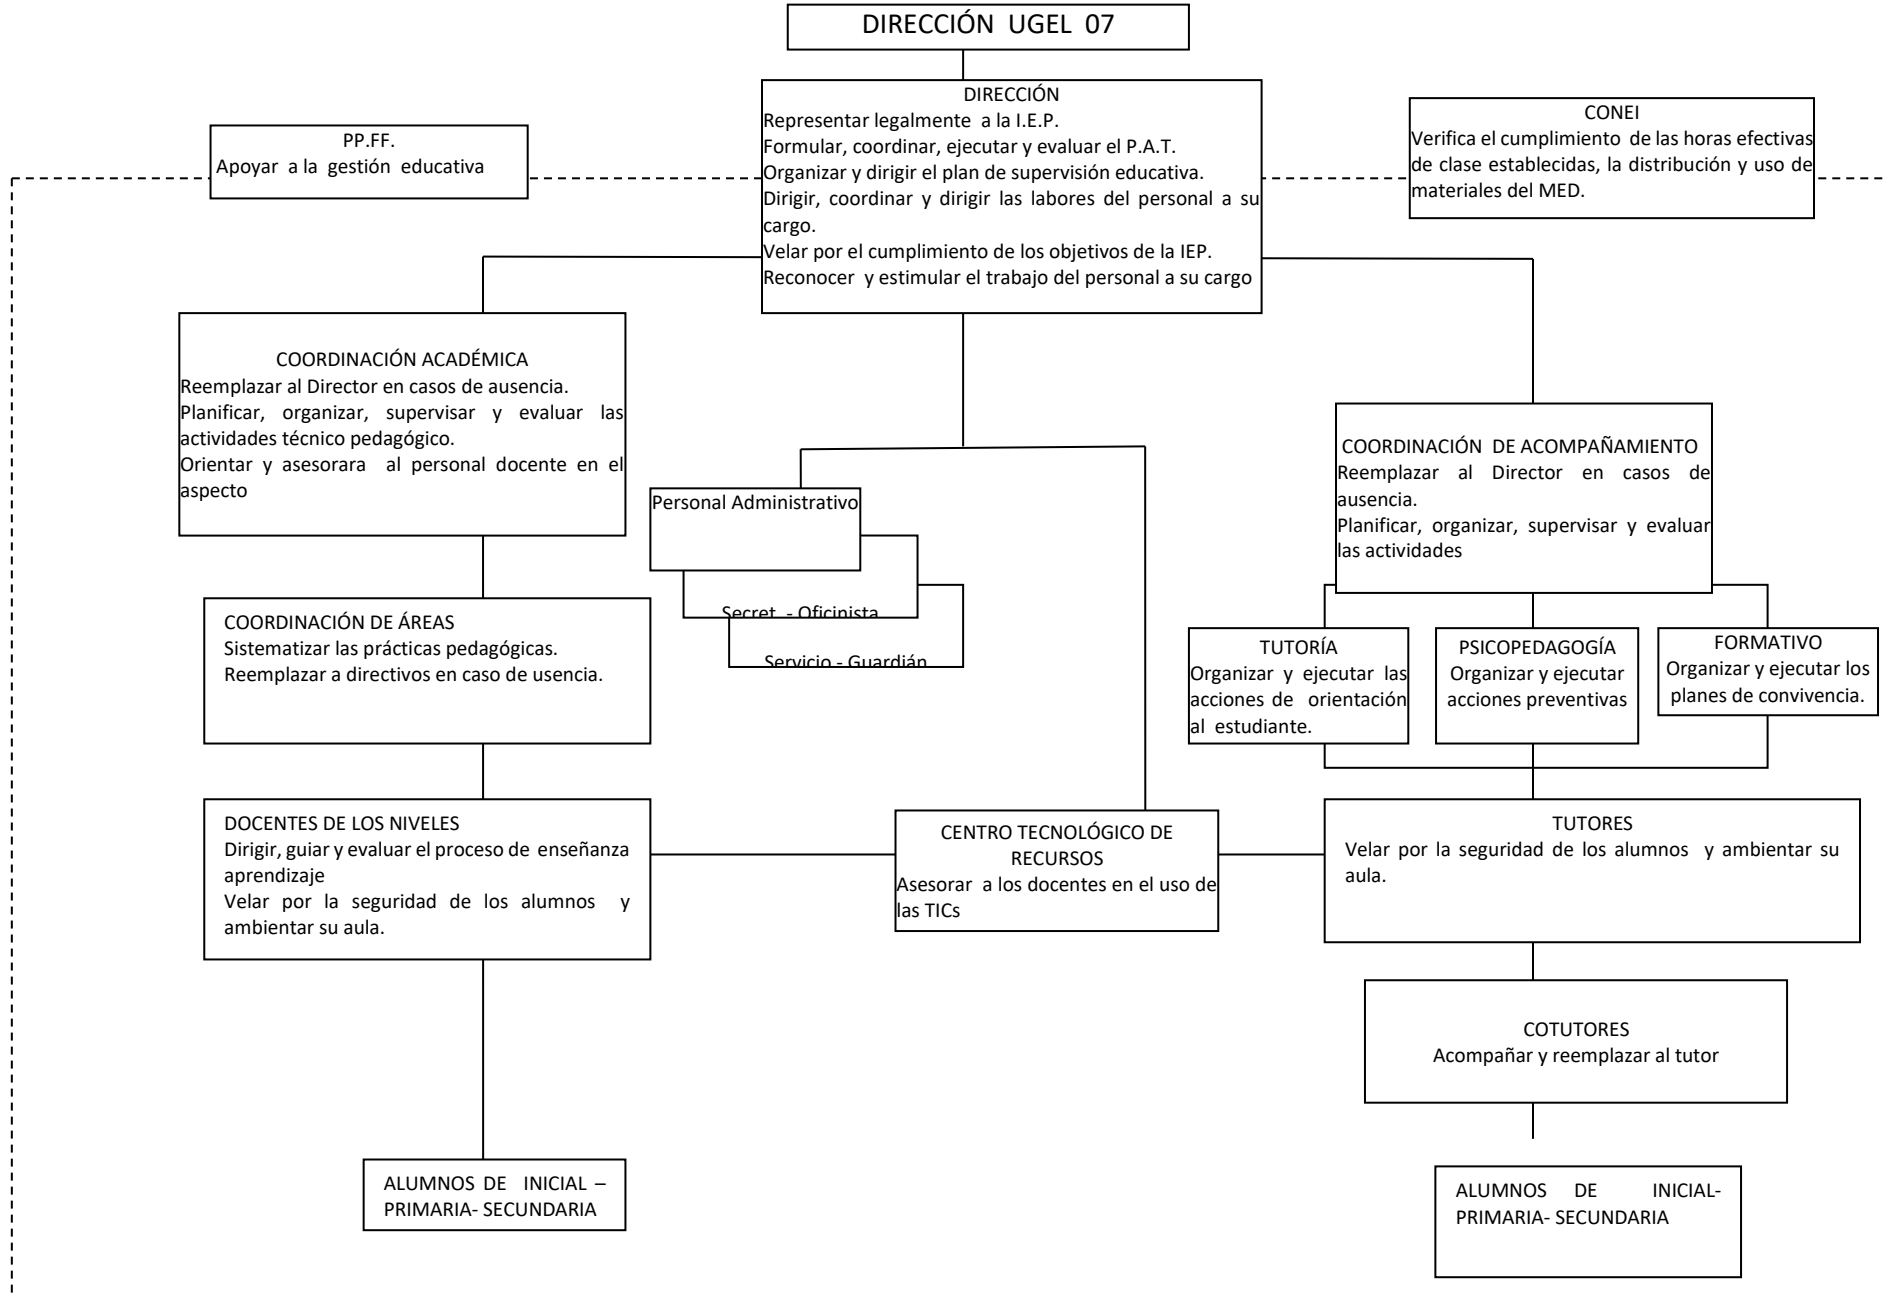 DIRECCIÓN UGEL 07
DIRECCIÓN
Representar legalmente a la I.E.P.
Formular, coordinar, ejecutar y evaluar el P.A.T.
Organizar y dirigir el plan de supervisión educativa.
Dirigir, coordinar y dirigir las labores del personal a su
cargo.
Velar por el cumplimiento de los objetivos de la IEP.
Reconocer y estimular el trabajo del personal a su cargo
PP.FF.
Apoyar a la gestión educativa
CONEI
Verifica el cumplimiento de las horas efectivas
de clase establecidas, la distribución y uso de
materiales del MED.
COORDINACIÓN ACADÉMICA
Reemplazar al Director en casos de ausencia.
Planificar, organizar, supervisar y evaluar las
actividades técnico pedagógico.
Orientar y asesorara al personal docente en el
aspecto
Personal Administrativo
Secret. - Oficinista
Servicio - Guardián
COORDINACIÓN DE ACOMPAÑAMIENTO
Reemplazar al Director en casos de
ausencia.
Planificar, organizar, supervisar y evaluar
las actividades
COORDINACIÓN DE ÁREAS
Sistematizar las prácticas pedagógicas.
Reemplazar a directivos en caso de usencia.
TUTORÍA
Organizar y ejecutar las
acciones de orientación
al estudiante.
PSICOPEDAGOGÍA
Organizar y ejecutar
acciones preventivas
FORMATIVO
Organizar y ejecutar los
planes de convivencia.
DOCENTES DE LOS NIVELES
Dirigir, guiar y evaluar el proceso de enseñanza
aprendizaje
Velar por la seguridad de los alumnos y
ambientar su aula.
CENTRO TECNOLÓGICO DE
RECURSOS
Asesorar a los docentes en el uso de
las TICs
TUTORES
Velar por la seguridad de los alumnos y ambientar su
aula.
COTUTORES
Acompañar y reemplazar al tutor
ALUMNOS DE INICIAL –
PRIMARIA- SECUNDARIA
ALUMNOS DE INICIAL-
PRIMARIA- SECUNDARIA